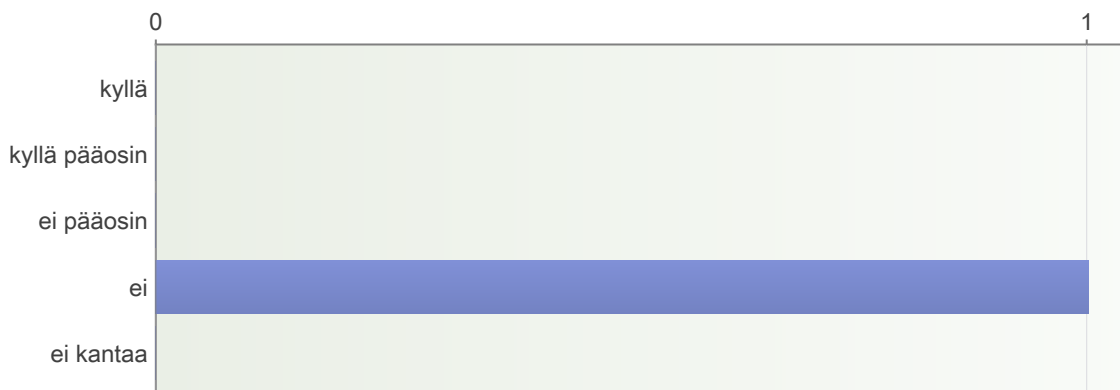 0 1
kyllä
kyllä pääosin
ei pääosin
ei
ei kantaa